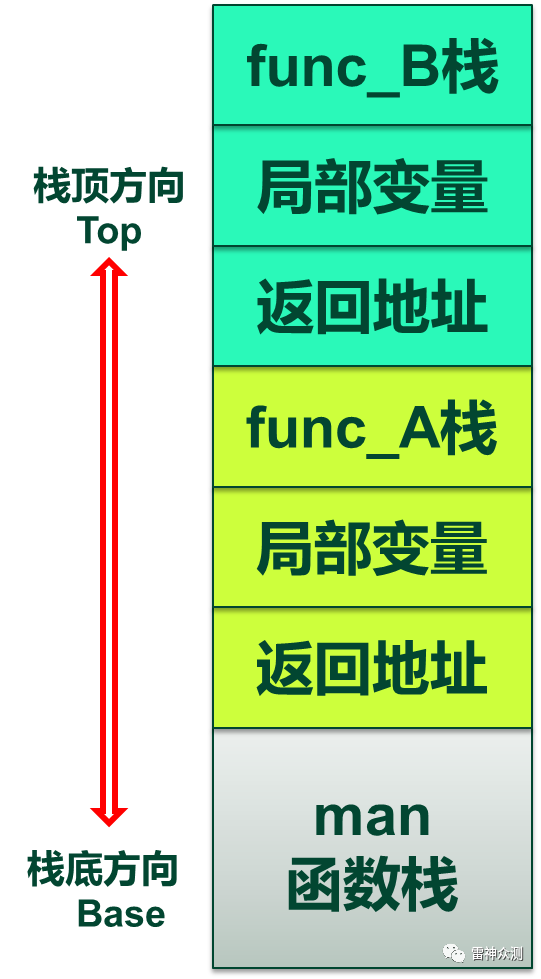 func_B栈
局部变量
栈顶方向
Top
返回地址
func_A栈
局部变量
返回地址
man
函数栈
栈底方向
Base
雷神众测